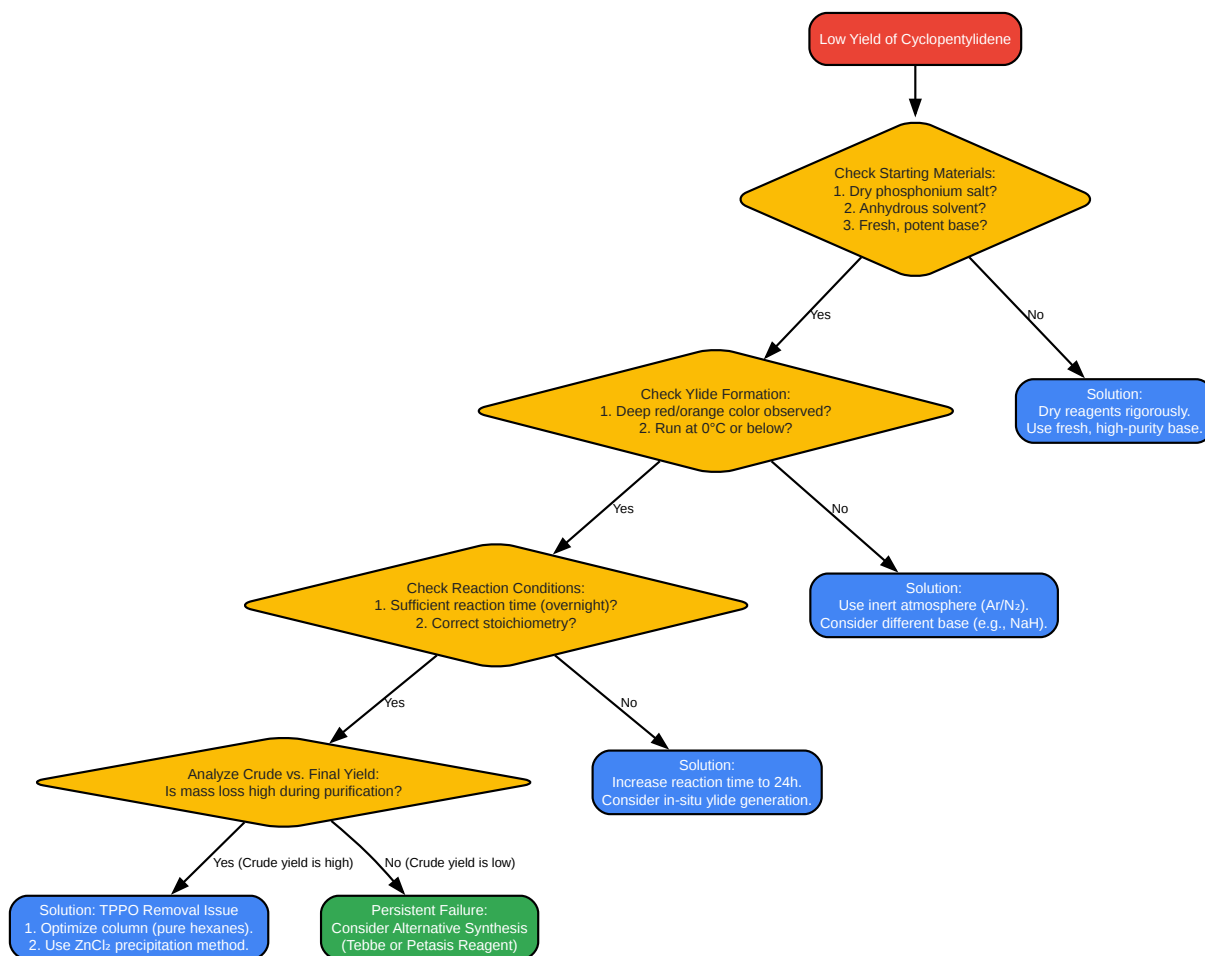 Low Yield of Cyclopentylidene
Check Starting Materials:
1. Dry phosphonium salt?
2. Anhydrous solvent?
3. Fresh, potent base?
Yes
No
Check Ylide Formation:
1. Deep red/orange color observed?
2. Run at 0°C or below?
Solution:
Dry reagents rigorously.
Use fresh, high-purity base.
Yes
No
Check Reaction Conditions:
1. Sufficient reaction time (overnight)?
2. Correct stoichiometry?
Solution:
Use inert atmosphere (Ar/N₂).
Consider different base (e.g., NaH).
Yes
No
Analyze Crude vs. Final Yield:
Is mass loss high during purification?
Solution:
Increase reaction time to 24h.
Consider in-situ ylide generation.
Yes (Crude yield is high)
No (Crude yield is low)
Solution: TPPO Removal Issue
1. Optimize column (pure hexanes).
2. Use ZnCl₂ precipitation method.
Persistent Failure:
Consider Alternative Synthesis
(Tebbe or Petasis Reagent)